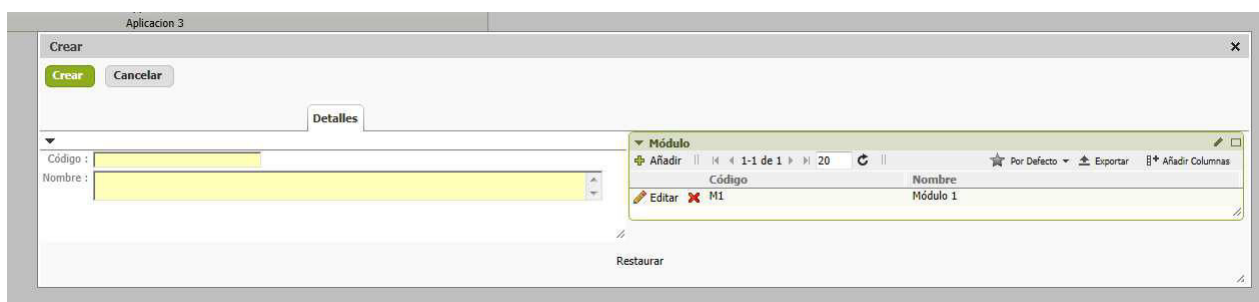 Aplicacion 3
Crear
Crear Cancelar
Detalles
Código :
Nombre :
Módulo
Añadir 1-1 de 1 20 Por Defecto Exportar Añadir Columnas
Código Nombre
Editar M1 Módulo 1
Restaurar